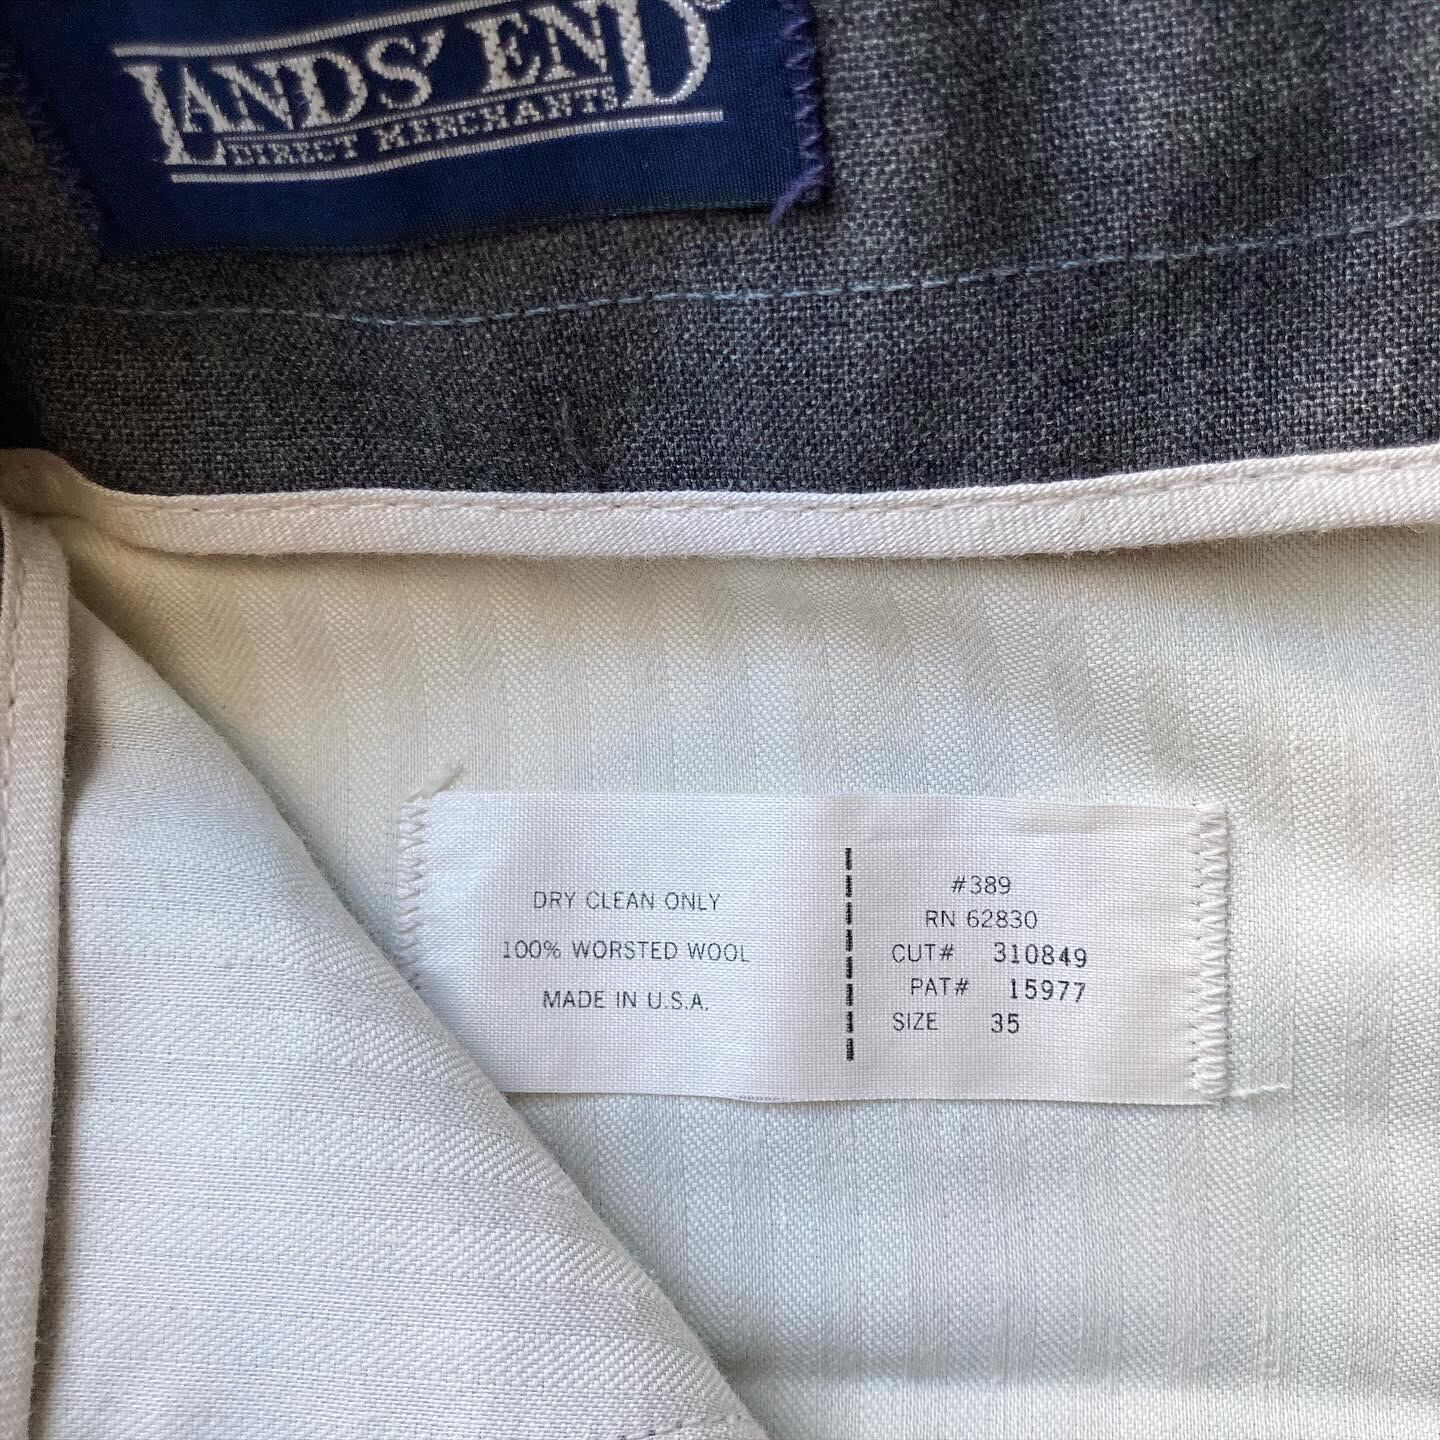 LANDS' END
DIRECT MERCHANTS
DRY CLEAN ONLY
100% WORSTED WOOL
MADE IN U.S.A.
#389
RN 62830
CUT# 310849
PAT# 15977
SIZE 35